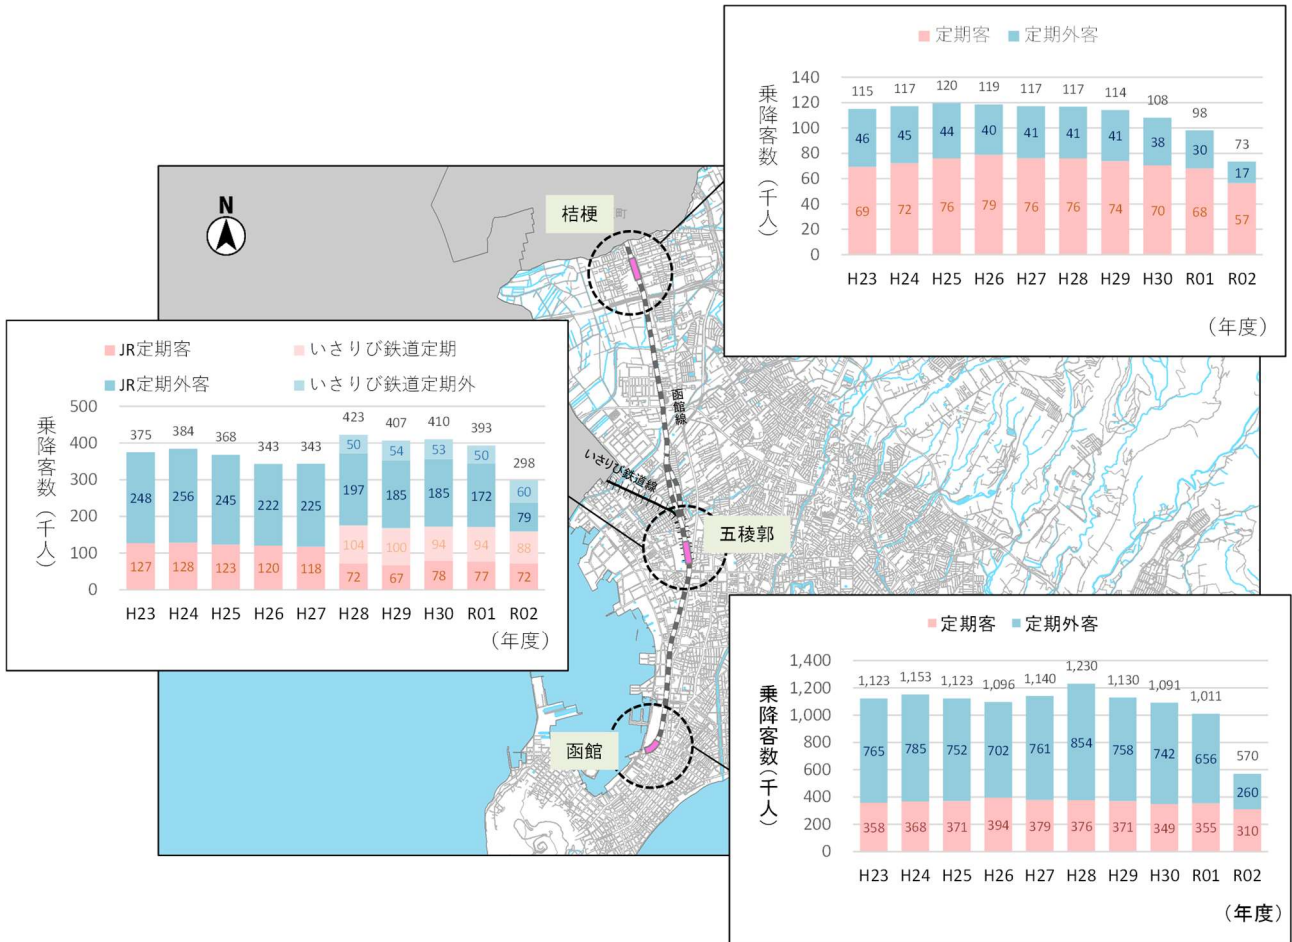 定期客 定期外客
乗降客数（千人）
140
120
100
80
60
40
20
0
115 117 120 119 117 117 114 108 98 73
46 45 44 40 41 41 41 38 30 17
69 72 76 79 76 76 74 70 68 57
H23 H24 H25 H26 H27 H28 H29 H30 R01 R02
（年度）
N
桔梗
町
函館線
いさりび鉄道線
五稜郭
函館
JR定期客 いさりび鉄道定期
JR定期外客 いさりび鉄道定期外
乗降客数（千人）
500
400
300
200
100
0
375 384 368 343 343 423 407 410 393 298
50 54 53 50 60
248 256 245 222 225 197 185 185 172 79
104 100 94 94 88
127 128 123 120 118 72 67 78 77 72
H23 H24 H25 H26 H27 H28 H29 H30 R01 R02
（年度）
定期客 定期外客
乗降客数（千人）
1,400
1,200
1,000
800
600
400
200
0
1,123 1,153 1,123 1,096 1,140 1,230 1,130 1,091 1,011 570
765 785 752 702 761 854 758 742 656 260
358 368 371 394 379 376 371 349 355 310
H23 H24 H25 H26 H27 H28 H29 H30 R01 R02
（年度）